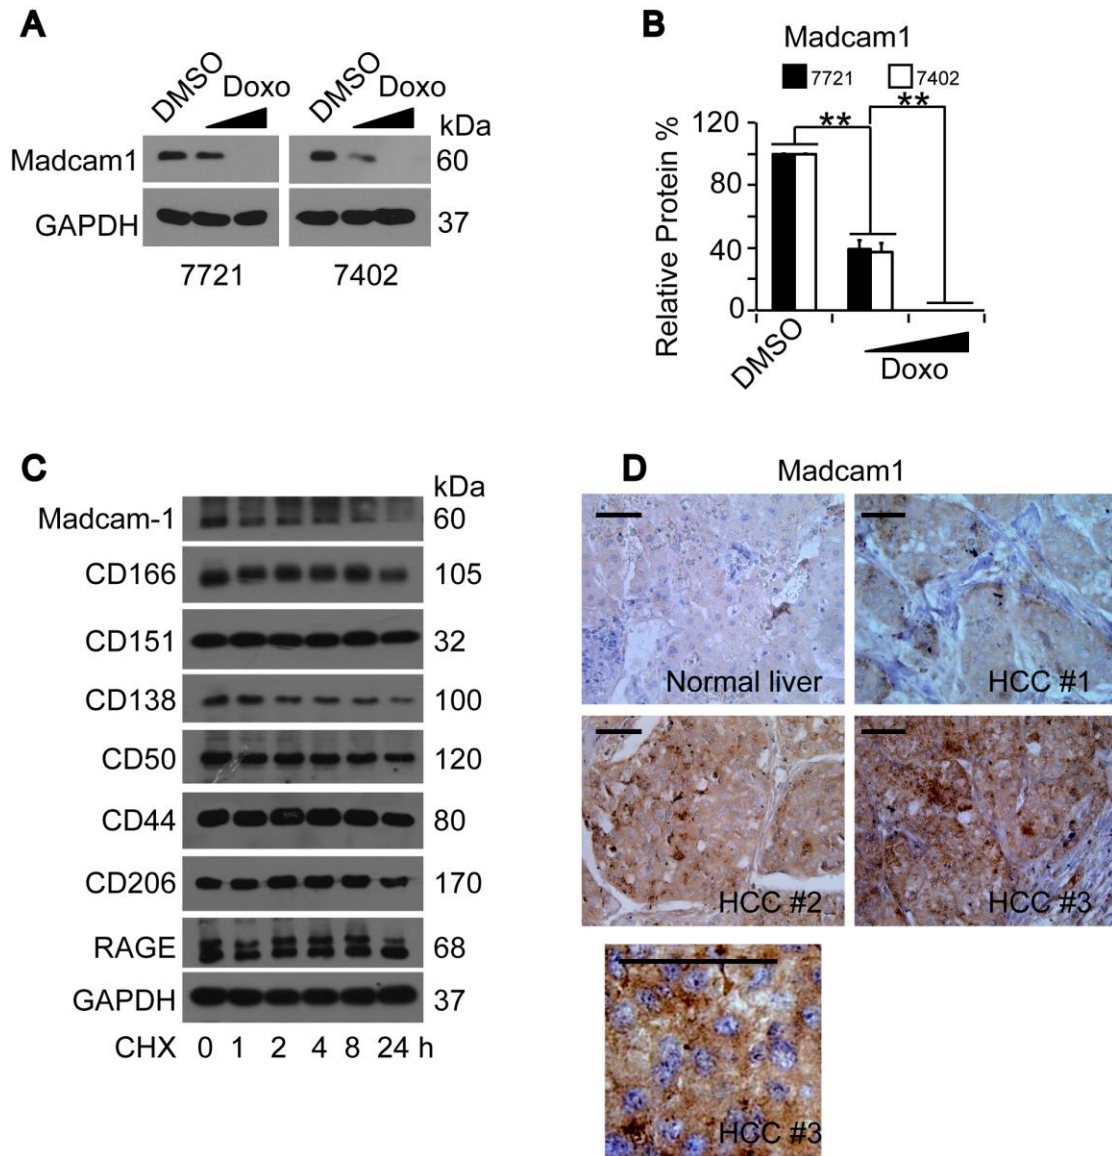 A
DMSO
Doxo
DMSO
Doxo
kDa
Madcam1
60
GAPDH
37
7721
7402
B
Madcam1
7721
7402
**
**
Relative Protein %
120
100
80
40
0
DMSO
Doxo
C
kDa
Madcam-1
60
CD166
105
CD151
32
CD138
100
CD50
120
CD44
80
CD206
170
RAGE
68
GAPDH
37
CHX 0 1 2 4 8 24 h
D
Madcam1
Normal liver
HCC #1
HCC #2
HCC #3
HCC #3